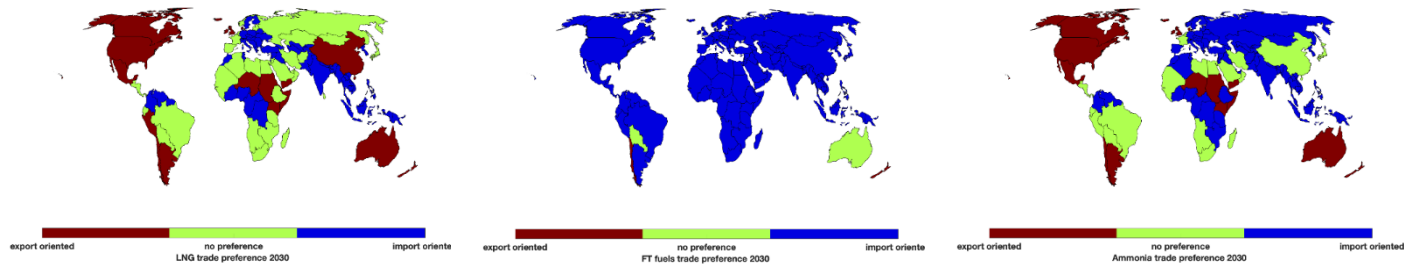 export oriented no preference import oriente
LNG trade preference 2030
export oriented no preference import oriente
FT fuels trade preference 2030
export oriented no preference import oriented
Ammonia trade preference 2030